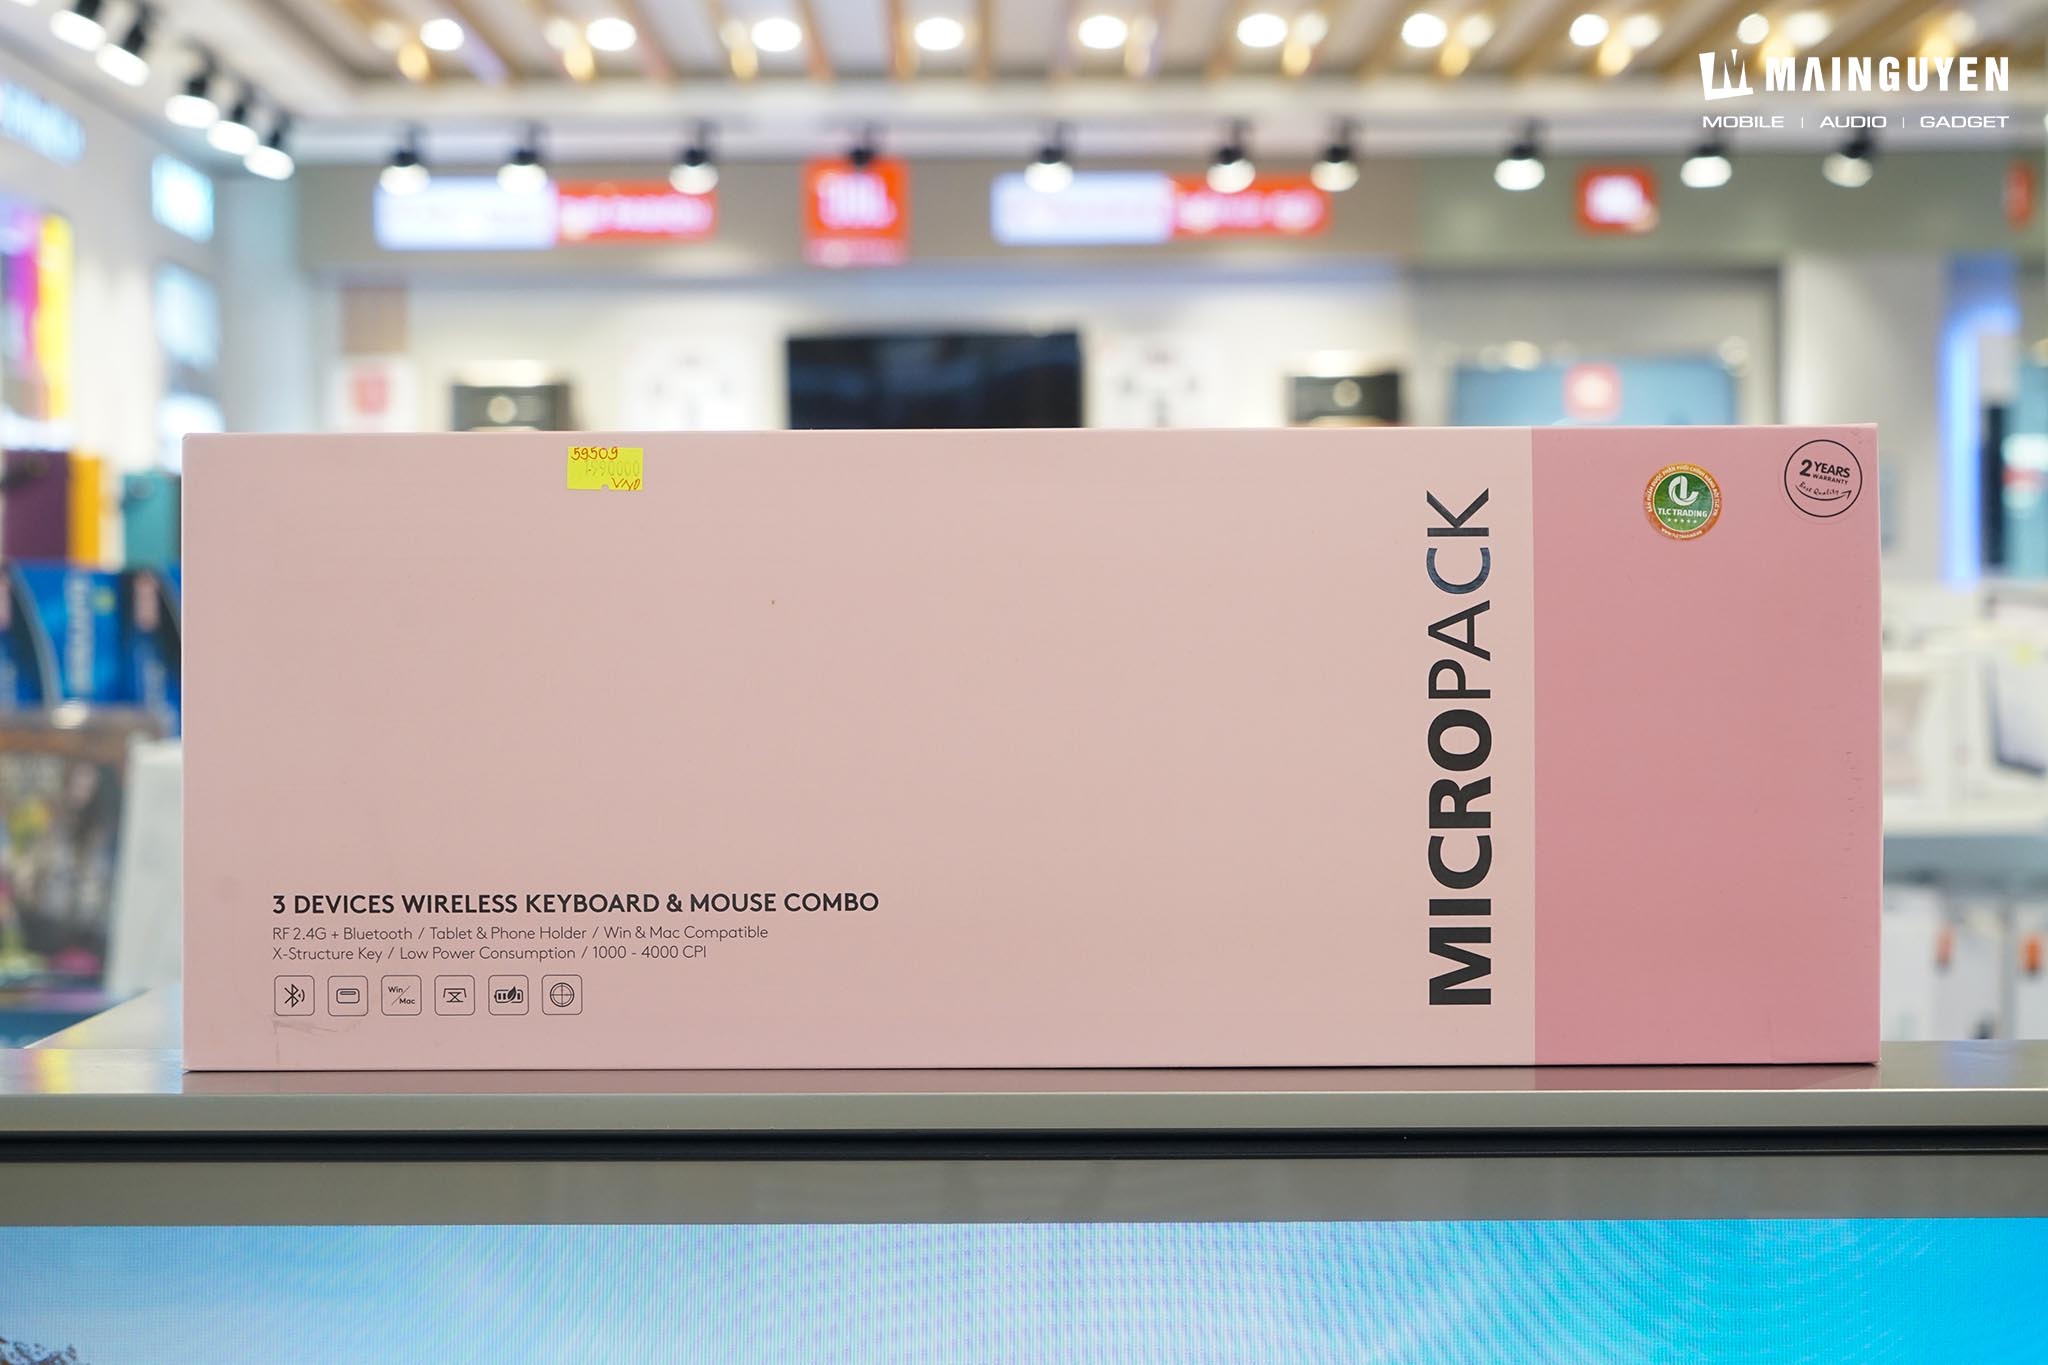 MAINGUYEN
MOBILE | AUDIO | GADGET
59509
VND
MICROPACK
TLC TRADING
2 YEARS
WARRANTY
Best Quality
3 DEVICES WIRELESS KEYBOARD & MOUSE COMBO
RF 2.4G + Bluetooth / Tablet & Phone Holder / Win & Mac Compatible
X-Structure Key / Low Power Consumption / 1000 - 4000 CPI
Win/Mac